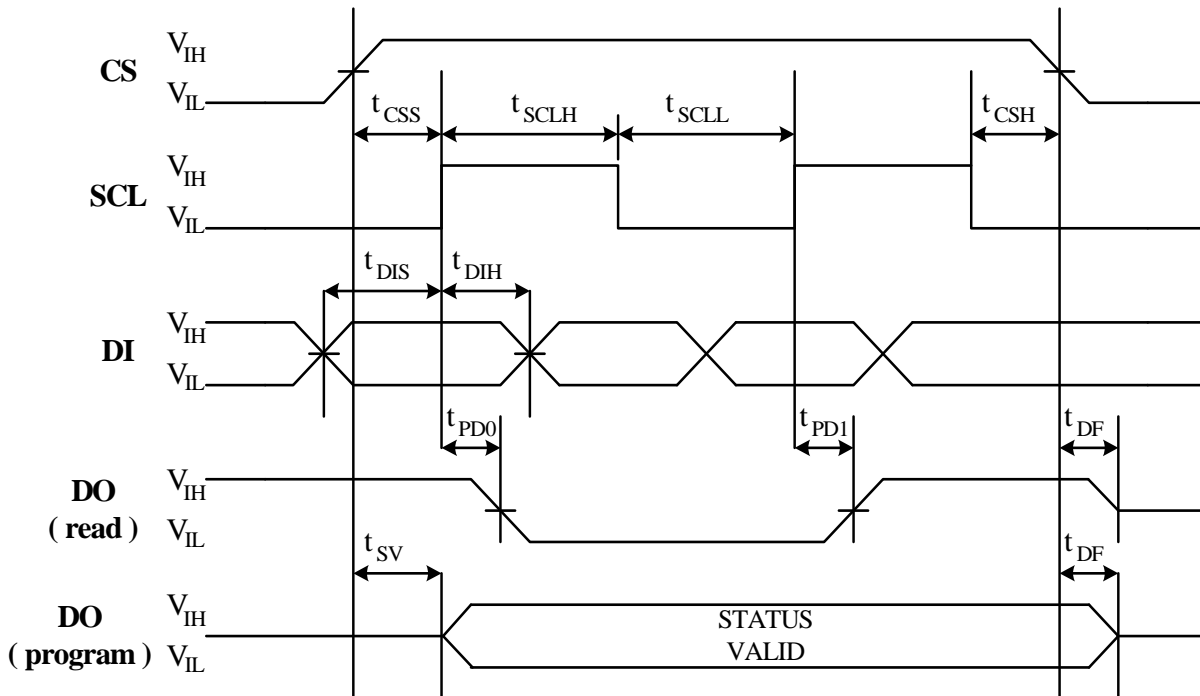 CS
V_IH
V_IL
t_CSS
t_SCLH
t_SCLL
t_CSH
SCL
V_IH
V_IL
t_DIS
t_DIH
DI
V_IH
V_IL
t_PD0
t_PD1
t_DF
DO
( read )
V_IH
V_IL
t_SV
t_DF
DO
( program )
V_IH
V_IL
STATUS
VALID